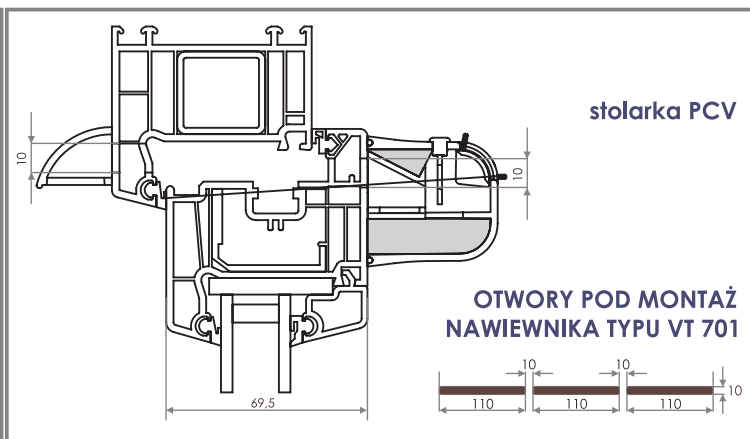 stolarka PCV
10
10
OTWORY POD MONTAŻ
NAWIEWNIKA TYPU VT 701
10 10
10
110 110 110
69,5